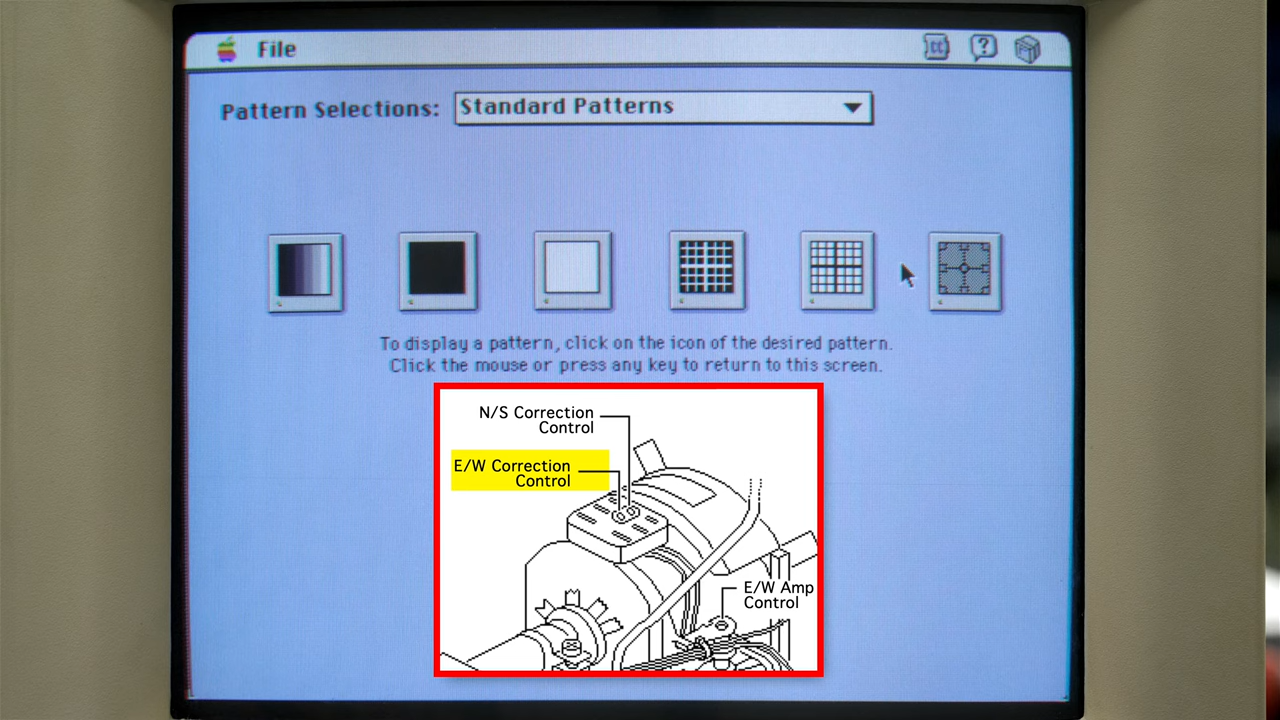 File
Pattern Selections: Standard Patterns
To display a pattern, click on the icon of the desired pattern.
Click the mouse or press any key to return to this screen.
N/S Correction
Control
E/W Correction
Control
E/W Amp
Control